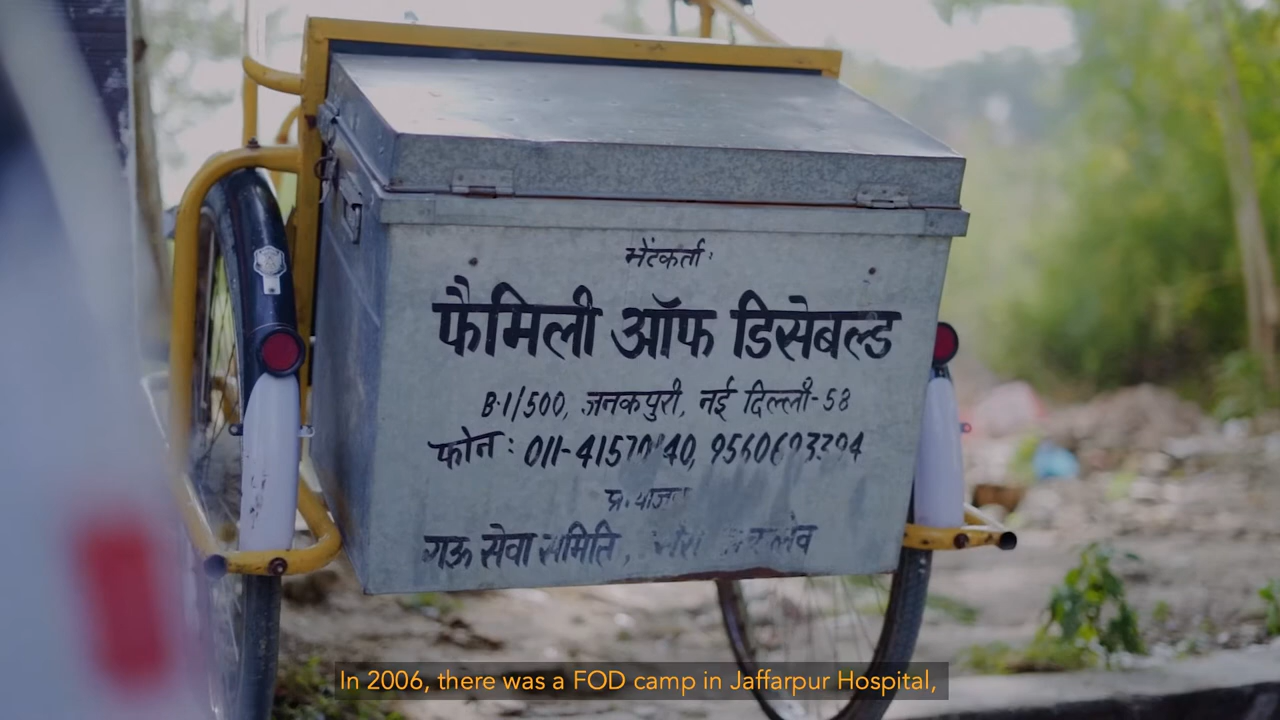 भेंटकर्ता:
फैमिली ऑफ डिसेबल्ड
B-1/500, जनकपुरी, नई दिल्ली-58
फोन: 011-
गऊ सेवा समिति,
In 2006, there was a FOD camp in Jaffarpur Hospital,